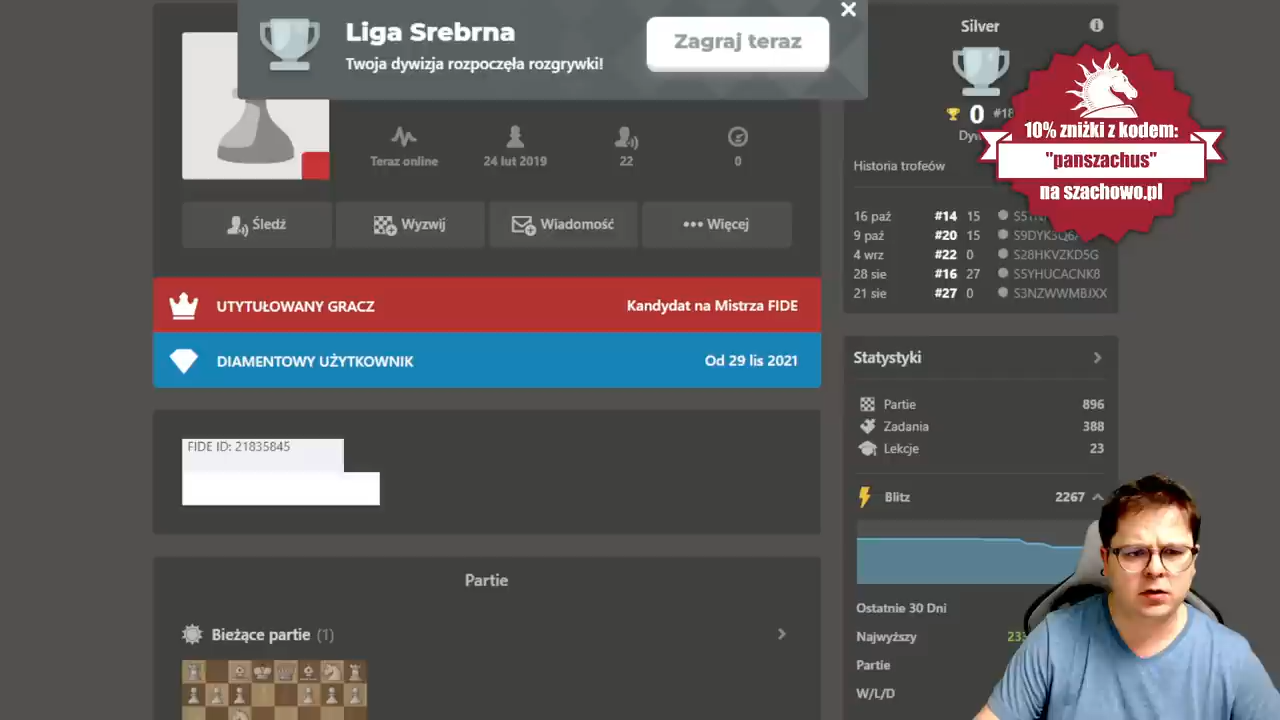 Liga Srebrna
Twoja dywizja rozpoczęła rozgrywki!
Zagraj teraz
Teraz online
24 lut 2019
22
0
Śledź
Wyzwij
Wiadomość
••• Więcej
UTYTUŁOWANY GRACZ
Kandydat na Mistrza FIDE
DIAMENTOWY UŻYTKOWNIK
Od 29 lis 2021
FIDE ID: 21835845
Partie
Bieżące partie (1)
Silver
0 #18
Historia trofeów
16 paź #14 15
9 paź #20 15
4 wrz #22 0 S28HKVZKD5G
28 sie #16 27 S5YHUCACNK8
21 sie #27 0 S3NZWWMBJXX
10% zniżki z kodem:
"panszachus"
na szachowo.pl
Statystyki
Partie 896
Zadania 388
Lekcje 23
Blitz 2267
Ostatnie 30 Dni
Najwyższy
Partie
W/L/D